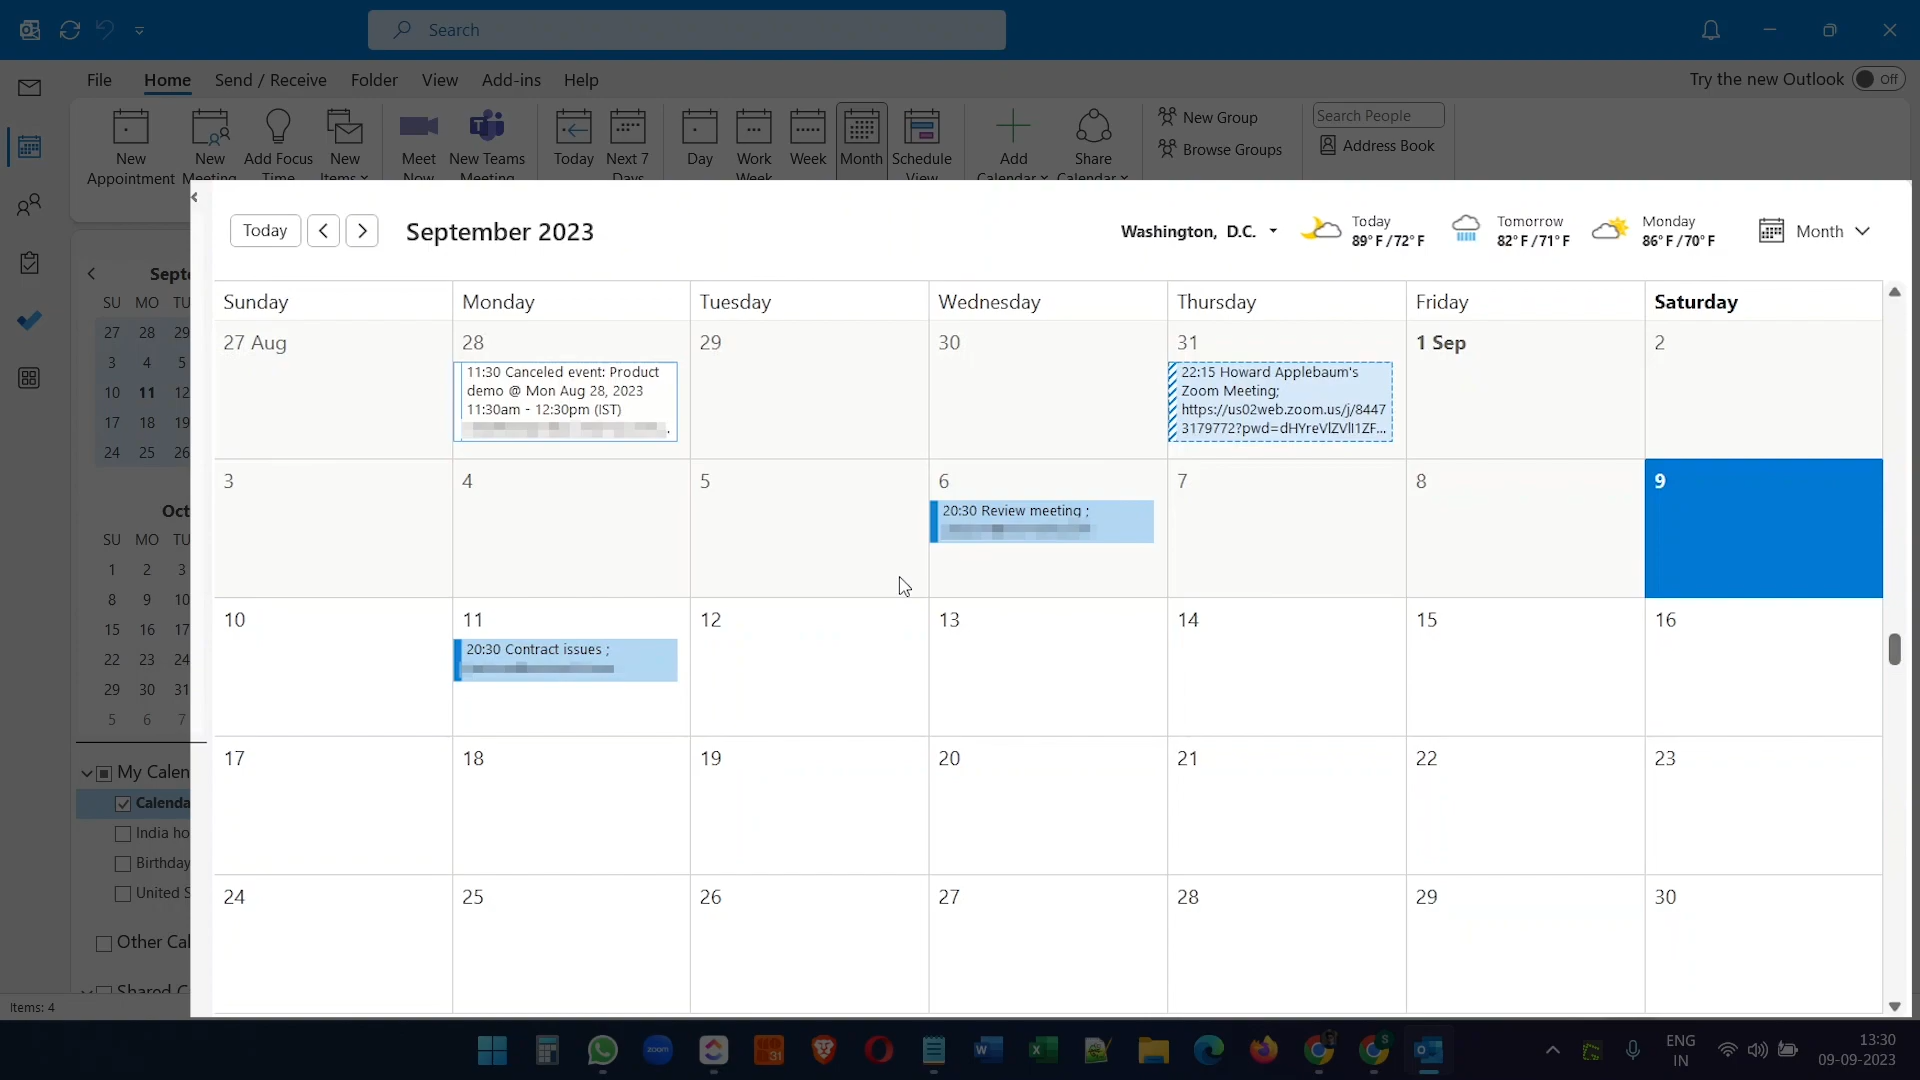 Search
File Home Send / Receive Folder View Add-ins Help
Try the new Outlook Off
New
Appointment
New
Meeting
Add Focus
Time
New
Items
Meet
Now
New Teams
Meeting
Today
Next 7
Days
Day
Work
Week
Week
Month
Schedule
View
Add
Calendar
Share
Calendar
New Group
Browse Groups
Search People
Address Book
Today
September 2023
Washington, D.C.
Today
89°F/72°F
Tomorrow
82°F/71°F
Monday
86°F/70°F
Month
Sept
SU MO TU
27 28 29
3 4 5
10 11 12
17 18 19
24 25 26
Oct
SU MO TU
1 2 3
8 9 10
15 16 17
22 23 24
29 30 31
5 6 7
My Calen
Calenda
India ho
Birthday
United S
Other Cal
Shared C
Items: 4
Sunday Monday Tuesday Wednesday Thursday Friday Saturday
27 Aug 28 29 30 31 1 Sep 2
11:30 Canceled event: Product
demo @ Mon Aug 28, 2023
11:30am - 12:30pm (IST)
22:15 Howard Applebaum's
Zoom Meeting;
https://us02web.zoom.us/j/8447
3179772?pwd=dHYreVlZVlI1ZF...
3 4 5 6 7 8 9
20:30 Review meeting ;
10 11 12 13 14 15 16
20:30 Contract issues ;
17 18 19 20 21 22 23
24 25 26 27 28 29 30
zoom
31
ENG
IN
13:30
09-09-2023